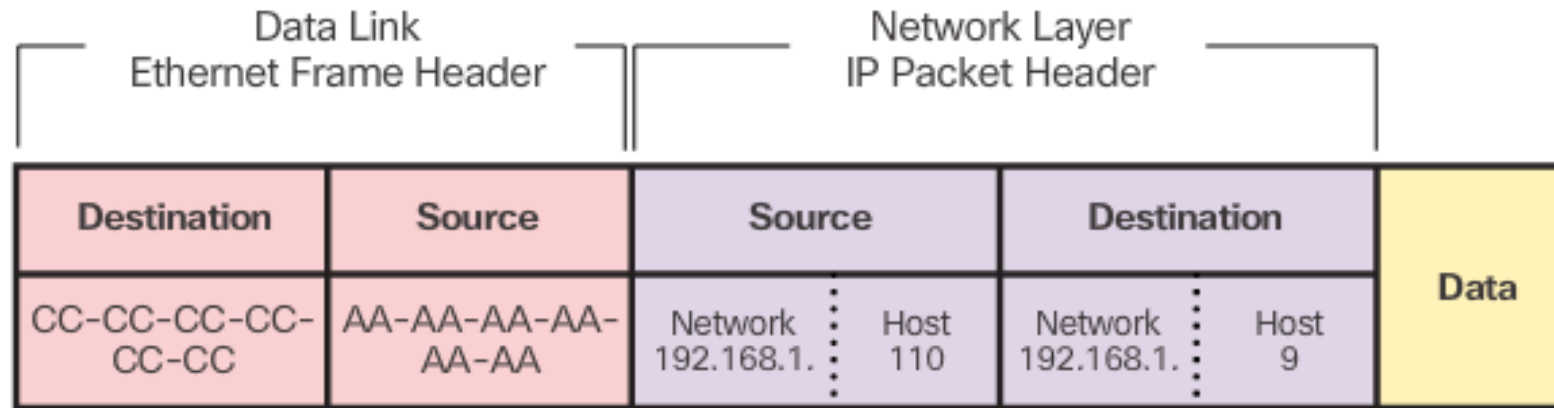 Data Link
Ethernet Frame Header
Network Layer
IP Packet Header
Destination
Source
Source
Destination
Data
CC-CC-CC-CC-
CC-CC
AA-AA-AA-AA-
AA-AA
Network
192.168.1.
Host
110
Network
192.168.1.
Host
9